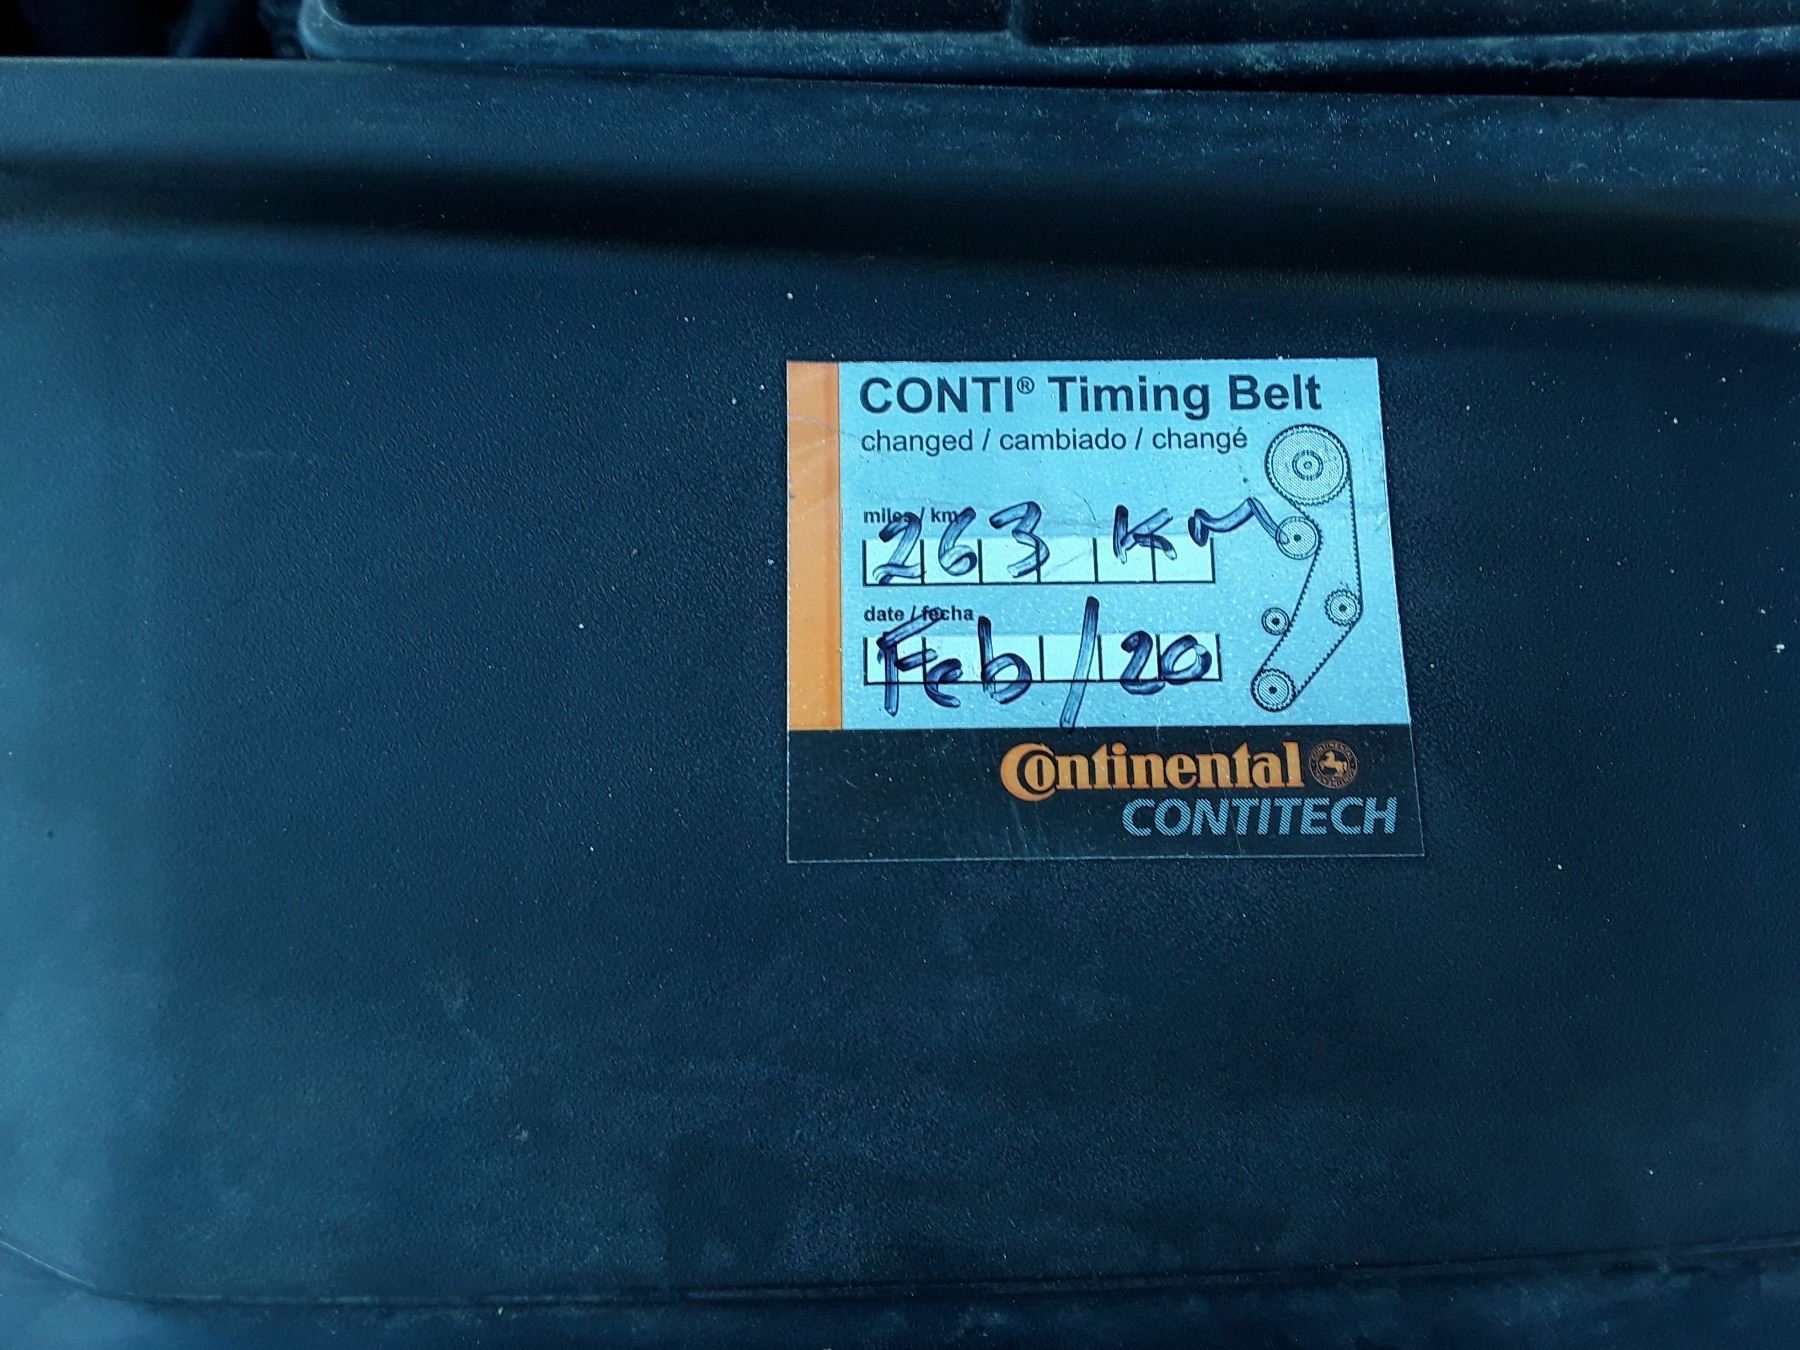 CONTI® Timing Belt
changed / cambiado / changé
miles / km
263 Km
date / fecha
Feb/20
Continental
CONTITECH